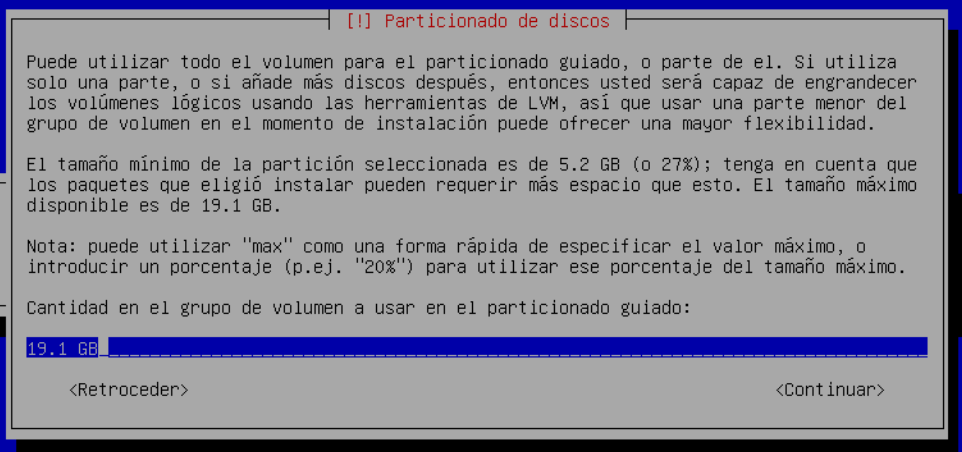 [!] Particionado de discos
Puede utilizar todo el volumen para el particionado guiado, o parte de el. Si utiliza
solo una parte, o si añade más discos después, entonces usted será capaz de engrandecer
los volúmenes lógicos usando las herramientas de LVM, así que usar una parte menor del
grupo de volumen en el momento de instalación puede ofrecer una mayor flexibilidad.
El tamaño mínimo de la partición seleccionada es de 5.2 GB (o 27%); tenga en cuenta que
los paquetes que eligió instalar pueden requerir más espacio que esto. El tamaño máximo
disponible es de 19.1 GB.
Nota: puede utilizar "max" como una forma rápida de especificar el valor máximo, o
introducir un porcentaje (p.ej. "20%") para utilizar ese porcentaje del tamaño máximo.
Cantidad en el grupo de volumen a usar en el particionado guiado:
19.1 GB
<Retroceder> <Continuar>